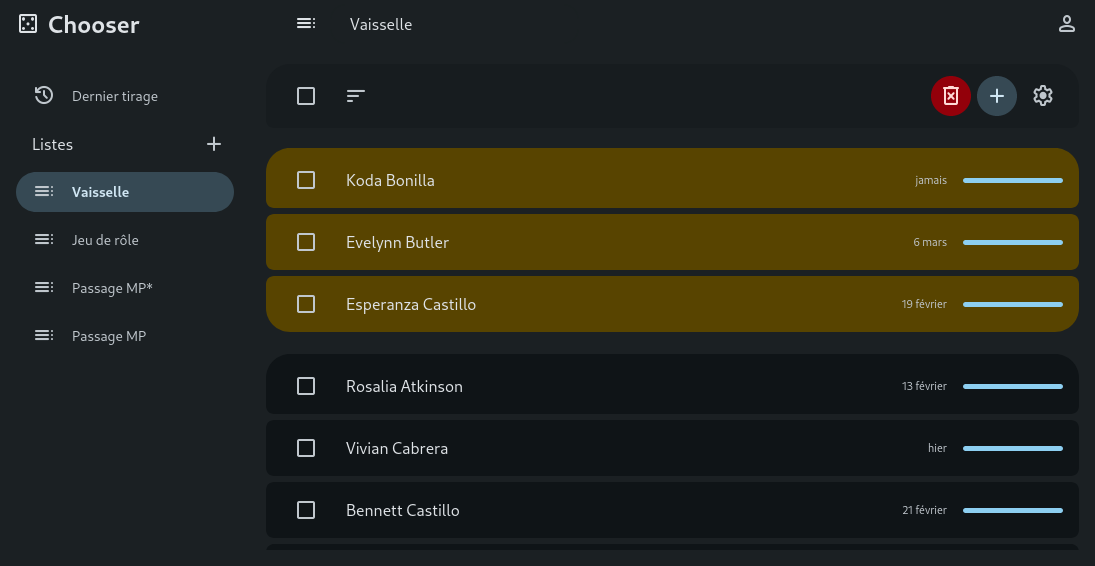 Chooser
Vaisselle
Dernier tirage
Listes
Vaisselle
Jeu de rôle
Passage MP*
Passage MP
Koda Bonilla jamais
Evelynn Butler 6 mars
Esperanza Castillo 19 février
Rosalia Atkinson 13 février
Vivian Cabrera hier
Bennett Castillo 21 février